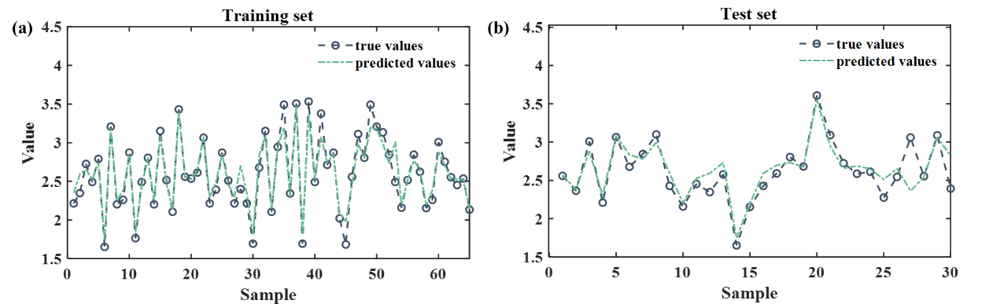 Training set
(a)
4.5
4
3.5
3
2.5
2
1.5
Value
true values
predicted values
0 10 20 30 40 50 60
Sample
Test set
(b)
4.5
4
3.5
3
2.5
2
1.5
Value
true values
predicted values
0 5 10 15 20 25 30
Sample